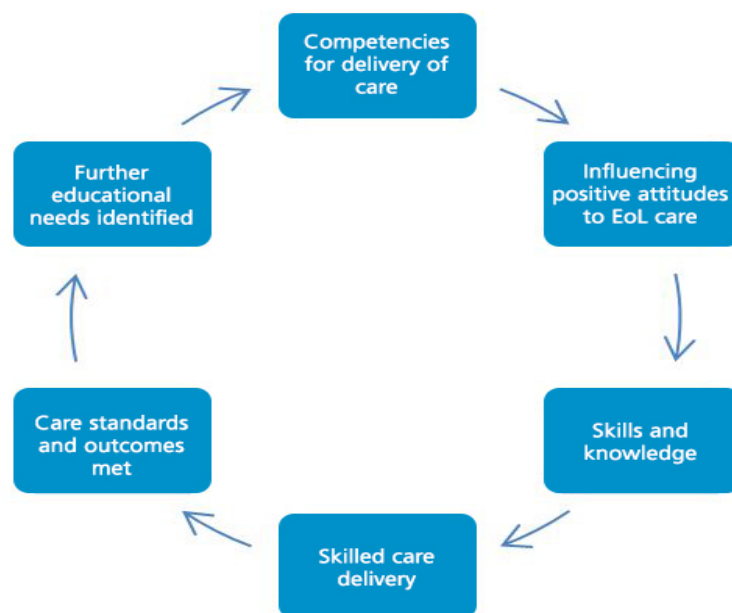 Competencies
for delivery of
care
Influencing
positive attitudes
to EoL care
Skills and
knowledge
Skilled care
delivery
Care standards
and outcomes
met
Further
educational
needs identified